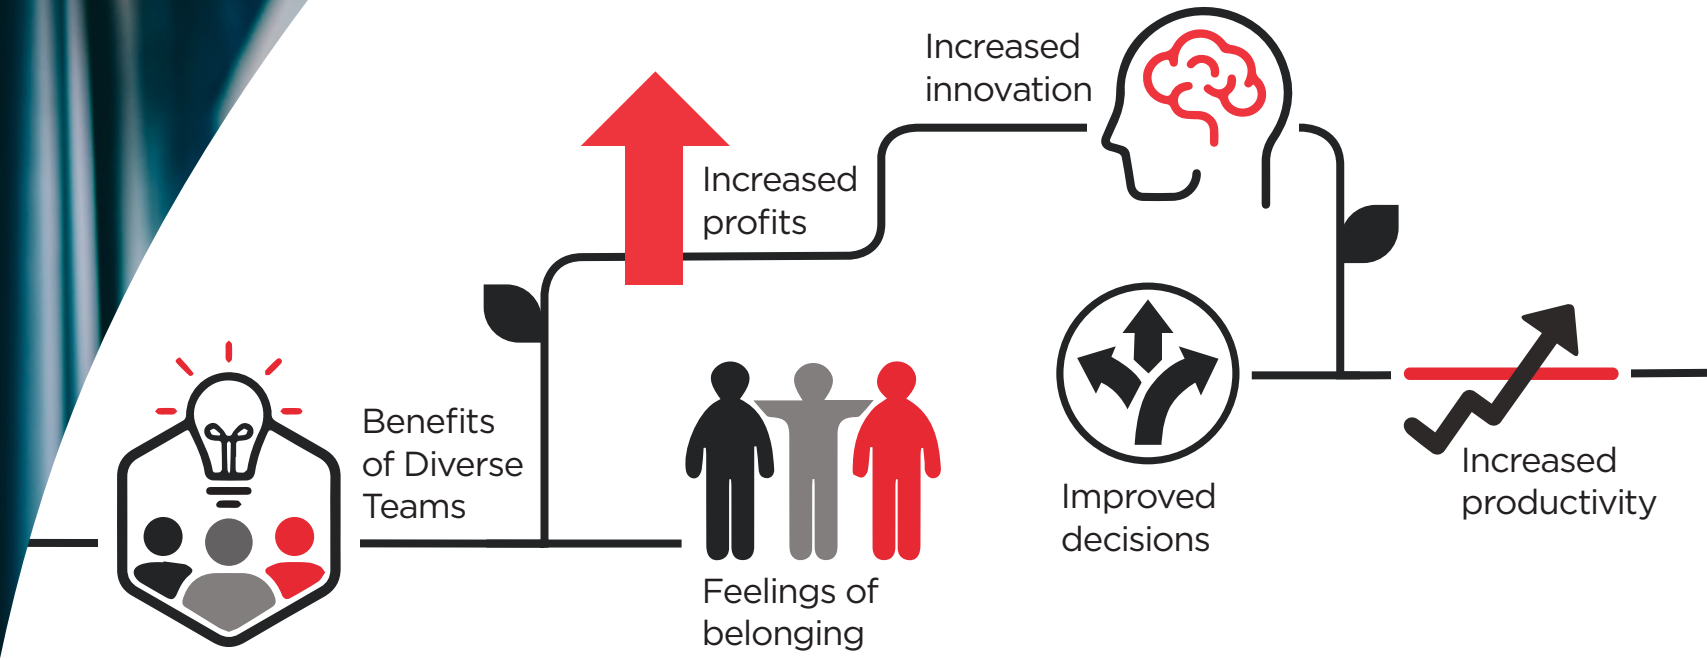 Benefits
of Diverse
Teams
Increased
profits
Increased
innovation
Feelings of
belonging
Improved
decisions
Increased
productivity